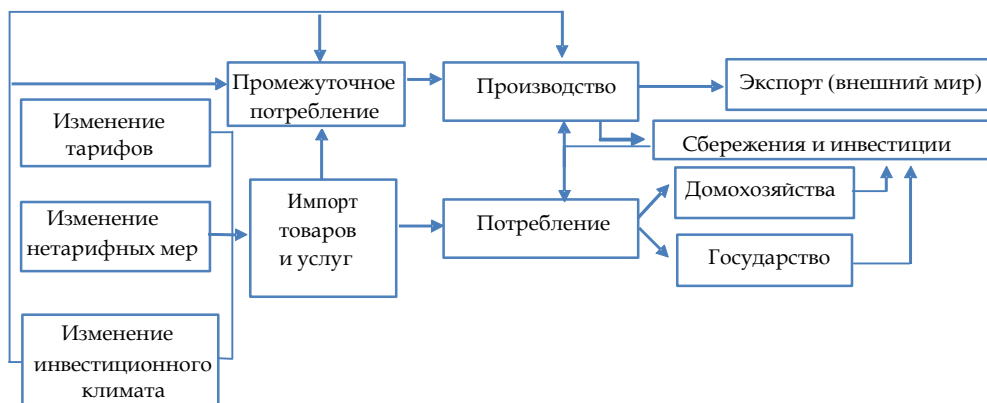 Промежуточное
потребление
Производство
Экспорт (внешний мир)
Изменение
тарифов
Сбережения и инвестиции
Изменение
нетарифных мер
Импорт
товаров
и услуг
Потребление
Домохозяйства
Государство
Изменение
инвестиционного
климата